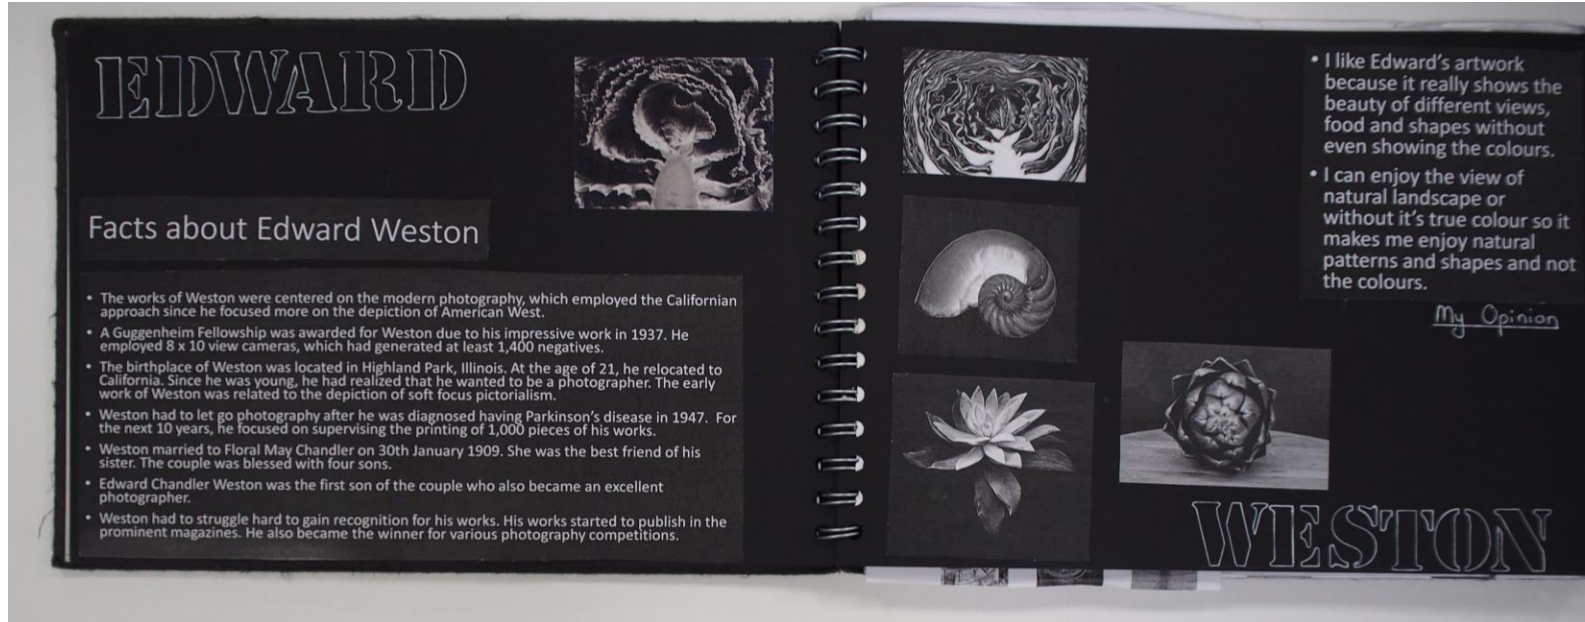 EDWARD
Facts about Edward Weston
• The works of Weston were centered on the modern photography, which employed the Californian
approach since he focused more on the depiction of American West.
• A Guggenheim Fellowship was awarded for Weston due to his impressive work in 1937. He
employed 8 x 10 view cameras, which had generated at least 1,400 negatives.
• The birthplace of Weston was located in Highland Park, Illinois. At the age of 21, he relocated to
California. Since he was young, he had realized that he wanted to be a photographer. The early
work of Weston was related to the depiction of soft focus pictorialism.
• Weston had to let go photography after he was diagnosed having Parkinson's disease in 1947. For
the next 10 years, he focused on supervising the printing of 1,000 pieces of his works.
• Weston married to Floral May Chandler on 30th January 1909. She was the best friend of his
sister. The couple was blessed with four sons.
• Edward Chandler Weston was the first son of the couple who also became an excellent
photographer.
• Weston had to struggle hard to gain recognition for his works. His works started to publish in the
prominent magazines. He also became the winner for various photography competitions.
• I like Edward's artwork
because it really shows the
beauty of different views,
food and shapes without
even showing the colours.
• I can enjoy the view of
natural landscape or
without it's true colour so it
makes me enjoy natural
patterns and shapes and not
the colours.
My Opinion
WESTON